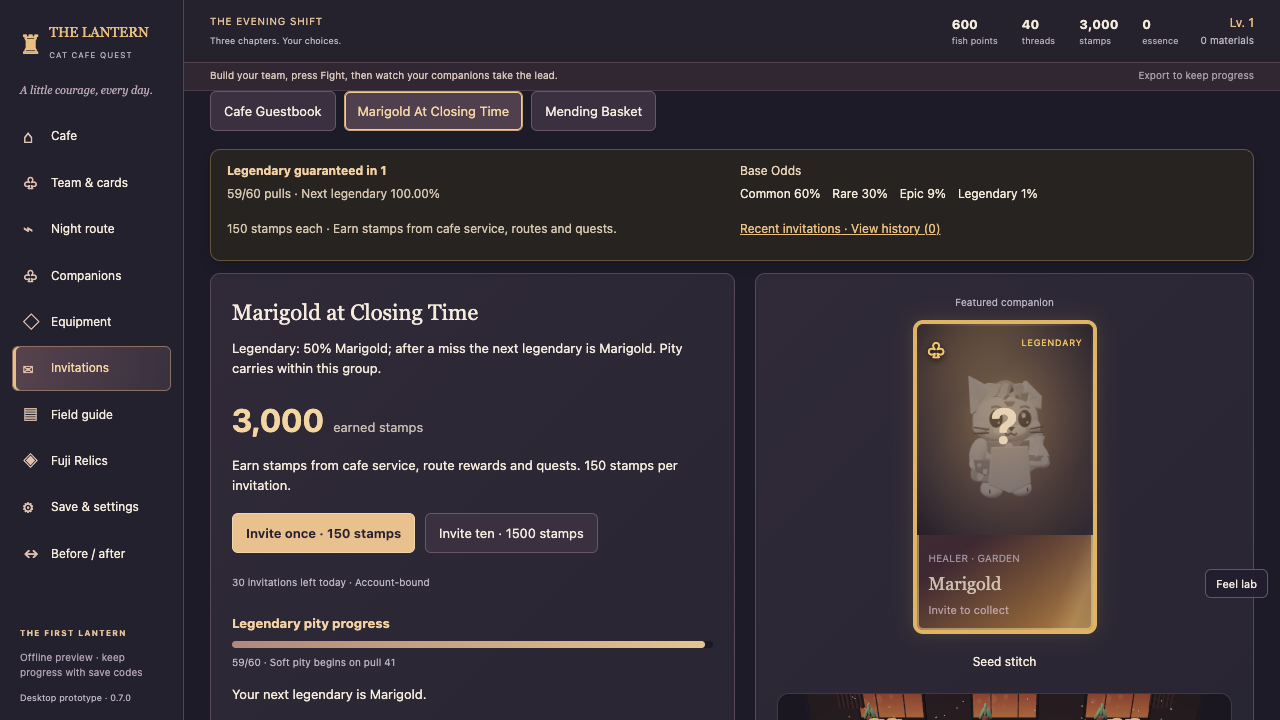 THE LANTERN
CAT CAFE QUEST
A little courage, every day.
Cafe
Team & cards
Night route
Companions
Equipment
Invitations
Field guide
Fuji Relics
Save & settings
Before / after
THE FIRST LANTERN
Offline preview · keep
progress with save codes
Desktop prototype · 0.7.0
THE EVENING SHIFT
Three chapters. Your choices.
600
fish points
40
threads
3,000
stamps
0
essence
Lv. 1
0 materials
Build your team, press Fight, then watch your companions take the lead.
Export to keep progress
Cafe Guestbook
Marigold At Closing Time
Mending Basket
Legendary guaranteed in 1
59/60 pulls · Next legendary 100.00%
150 stamps each · Earn stamps from cafe service, routes and quests.
Base Odds
Common 60% Rare 30% Epic 9% Legendary 1%
Recent invitations · View history (0)
Marigold at Closing Time
Legendary: 50% Marigold; after a miss the next legendary is Marigold. Pity
carries within this group.
3,000 earned stamps
Earn stamps from cafe service, route rewards and quests. 150 stamps per
invitation.
Invite once · 150 stamps
Invite ten · 1500 stamps
30 invitations left today · Account-bound
Legendary pity progress
59/60 · Soft pity begins on pull 41
Your next legendary is Marigold.
Featured companion
LEGENDARY
?
HEALER · GARDEN
Marigold
Invite to collect
Seed stitch
Feel lab